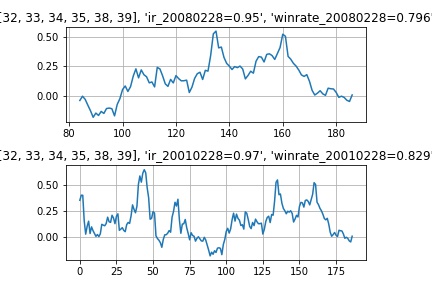 [32, 33, 34, 35, 38, 39], 'ir_20080228=0.95', 'winrate_20080228=0.796'
0.50
0.25
0.00
80 100 120 140 160 180
[32, 33, 34, 35, 38, 39], 'ir_20010228=0.97', 'winrate_20010228=0.829'
0.50
0.25
0.00
0 25 50 75 100 125 150 175